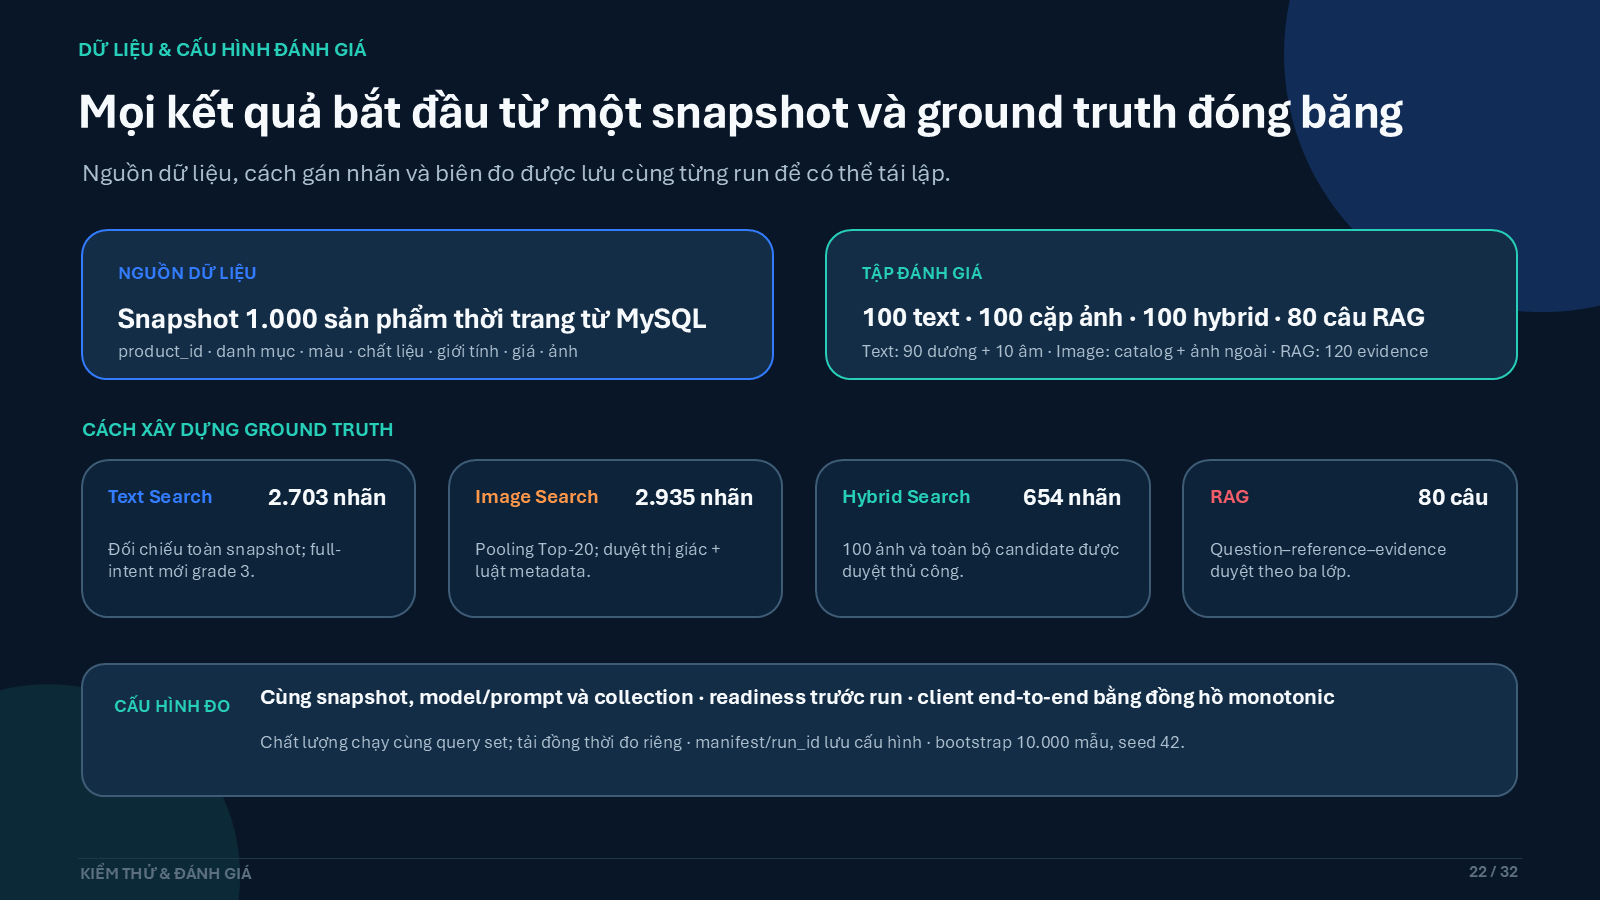 DỮ LIỆU & CẤU HÌNH ĐÁNH GIÁ
Mọi kết quả bắt đầu từ một snapshot và ground truth đóng băng
Nguồn dữ liệu, cách gán nhãn và biên đo được lưu cùng từng run để có thể tái lập.
NGUỒN DỮ LIỆU
Snapshot 1.000 sản phẩm thời trang từ MySQL
product_id · danh mục · màu · chất liệu · giới tính · giá · ảnh
TẬP ĐÁNH GIÁ
100 text · 100 cặp ảnh · 100 hybrid · 80 câu RAG
Text: 90 dương + 10 âm · Image: catalog + ảnh ngoài · RAG: 120 evidence
CÁCH XÂY DỰNG GROUND TRUTH
Text Search 2.703 nhãn
Đối chiếu toàn snapshot; full-
intent mới grade 3.
Image Search 2.935 nhãn
Pooling Top-20; duyệt thị giác +
luật metadata.
Hybrid Search 654 nhãn
100 ảnh và toàn bộ candidate được
duyệt thủ công.
RAG 80 câu
Question–reference–evidence
duyệt theo ba lớp.
CẤU HÌNH ĐO
Cùng snapshot, model/prompt và collection · readiness trước run · client end-to-end bằng đồng hồ monotonic
Chất lượng chạy cùng query set; tải đồng thời đo riêng · manifest/run_id lưu cấu hình · bootstrap 10.000 mẫu, seed 42.
KIỂM THỬ & ĐÁNH GIÁ
22 / 32